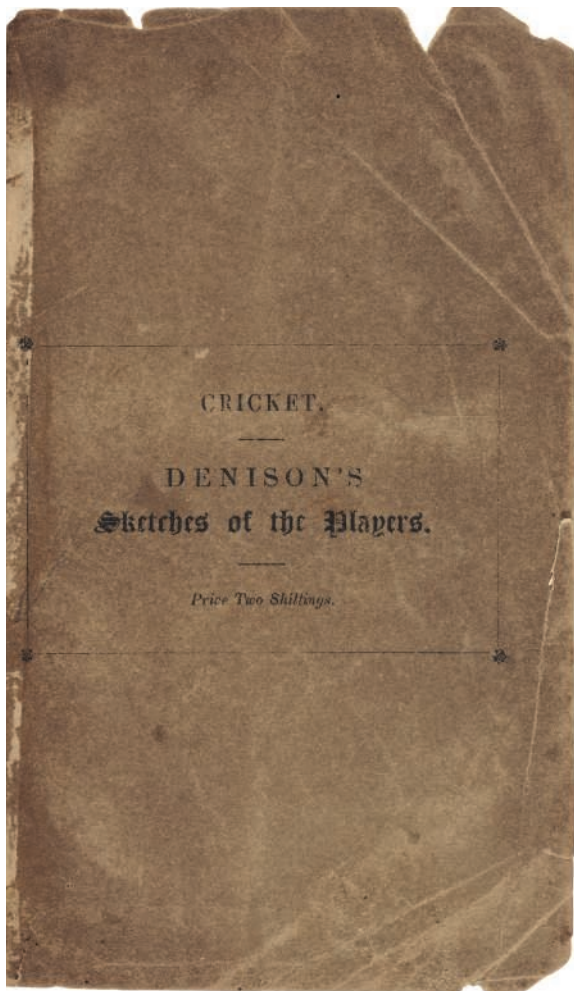 CRICKET.
DENISON'S
Sketches of the Players.
Price Two Shillings.